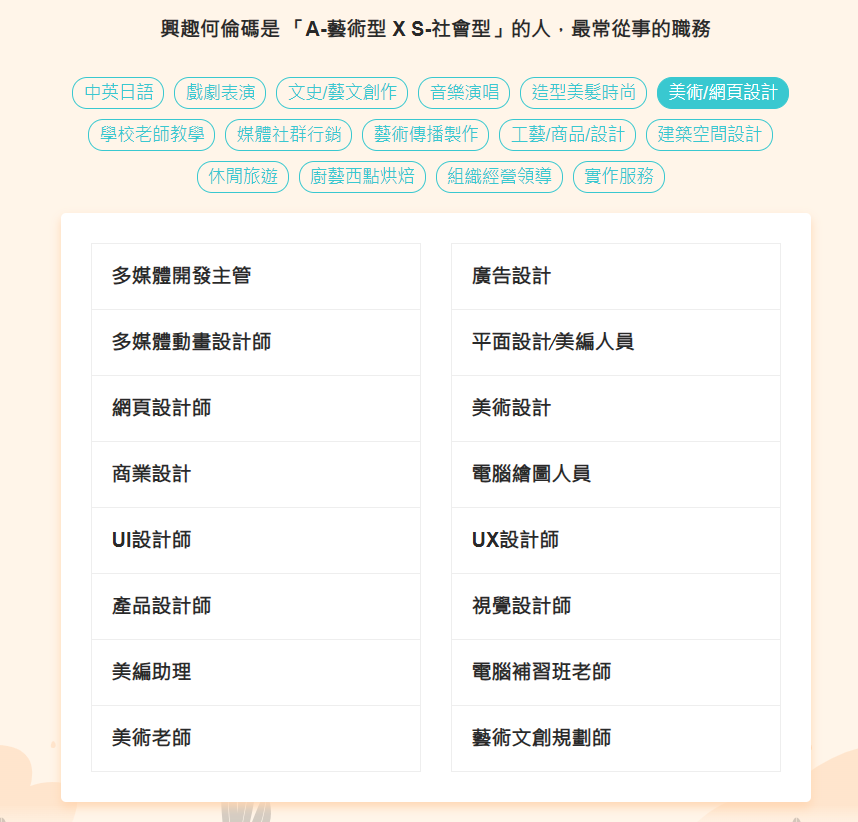 興趣何倫碼是「A-藝術型 X S-社會型」的人，最常從事的職務
中英日語 戲劇表演 文史/藝文創作 音樂演唱 造型美髮時尚 美術/網頁設計
學校老師教學 媒體社群行銷 藝術傳播製作 工藝/商品/設計 建築空間設計
休閒旅遊 廚藝西點烘焙 組織經營領導 實作服務
多媒體開發主管 廣告設計
多媒體動畫設計師 平面設計/美編人員
網頁設計師 美術設計
商業設計 電腦繪圖人員
UI設計師 UX設計師
產品設計師 視覺設計師
美編助理 電腦補習班老師
美術老師 藝術文創規劃師